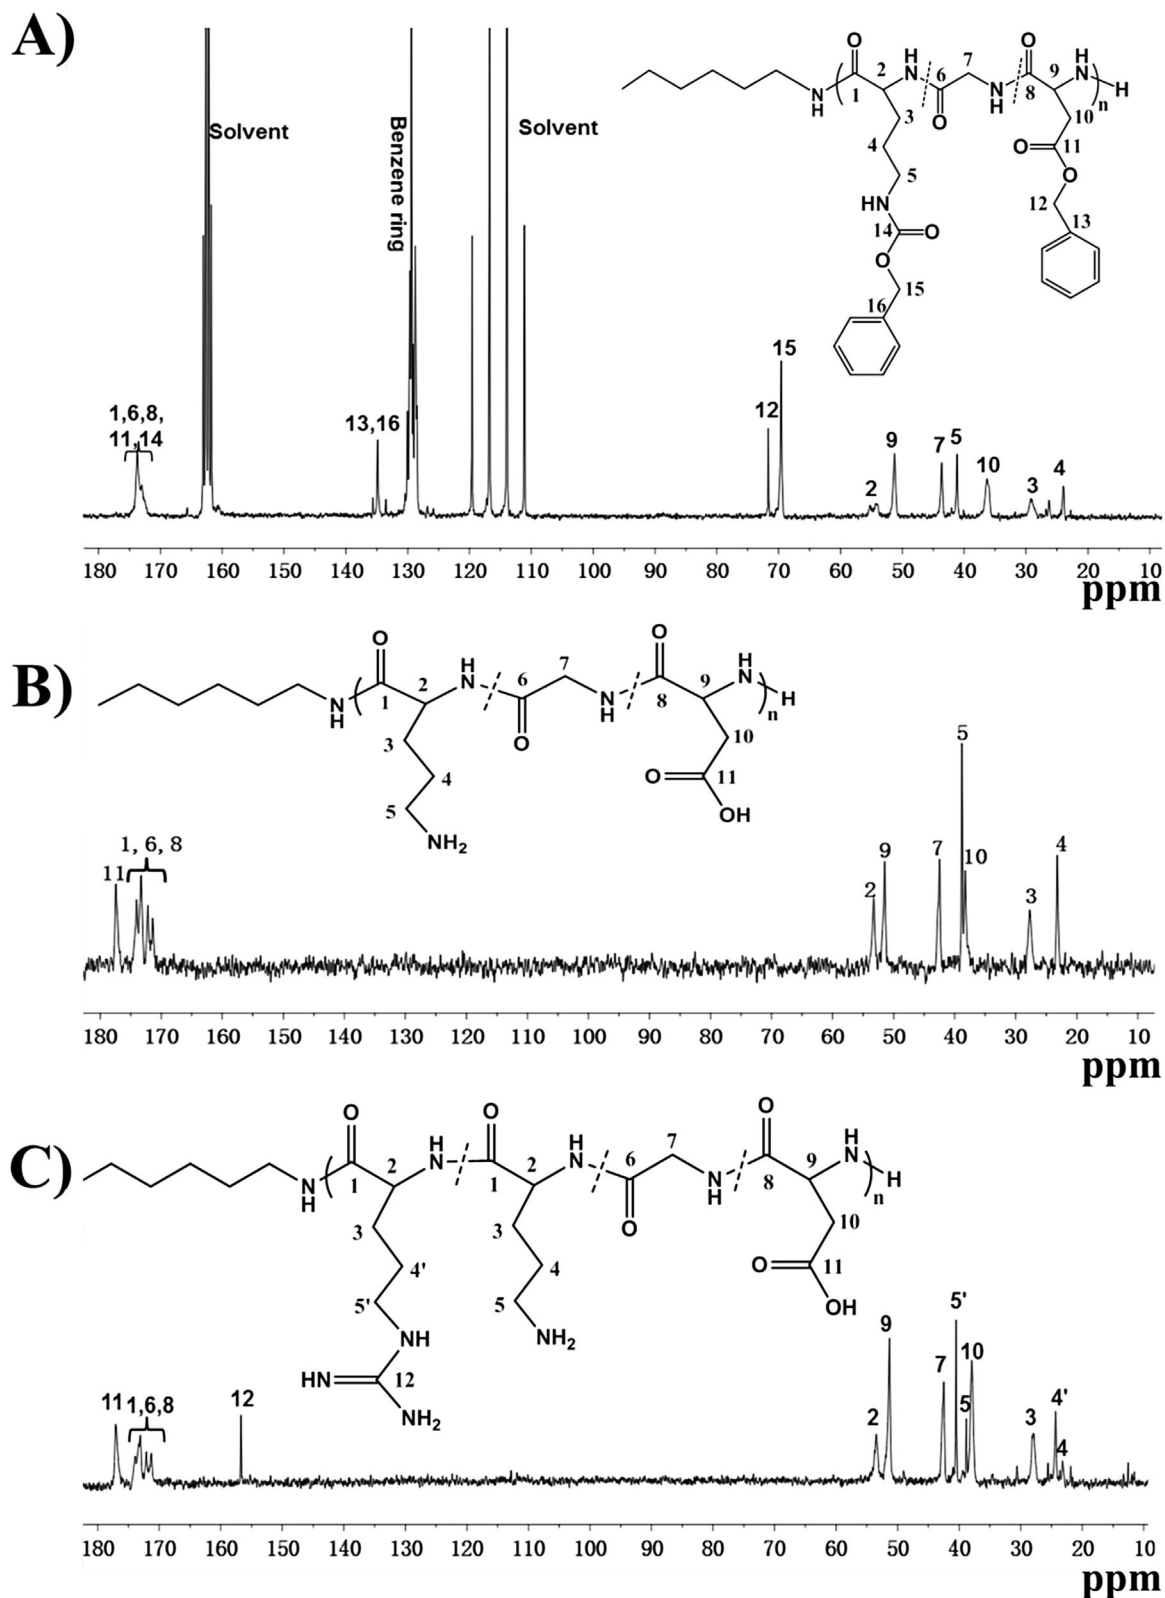 A)
Solvent
Benzene ring
Solvent
1,6,8,
11,14
13,16
12
15
2
9
7
5
10
3
4
O
1
2
H
N
6
O
7
N
H
O
8
9
H
N
n
H
N
H
3
4
5
HN
14
O
O
15
16
10
O
11
O
12
13
180 170 160 140 130 120 110 100 90 80 70 60 50 40 30 20 10
ppm
B)
O
1
2
H
N
6
O
7
N
H
O
8
9
H
N
n
H
N
H
3
4
5
NH2
10
O
11
OH
11
1, 6, 8
2
9
7
5
10
3
4
180 170 160 150 140 130 120 110 100 90 80 70 60 50 40 30 20 10
ppm
C)
O
1
2
H
N
O
1
2
H
N
6
O
7
N
H
O
8
9
H
N
n
H
N
H
3
4'
5'
NH
HN
12
NH2
3
4
5
NH2
10
O
11
OH
11
1,6,8
12
2
9
7
5'
5
10
3
4'
4
180 170 160 150 140 130 120 110 100 90 80 70 60 50 40 30 20 10
ppm